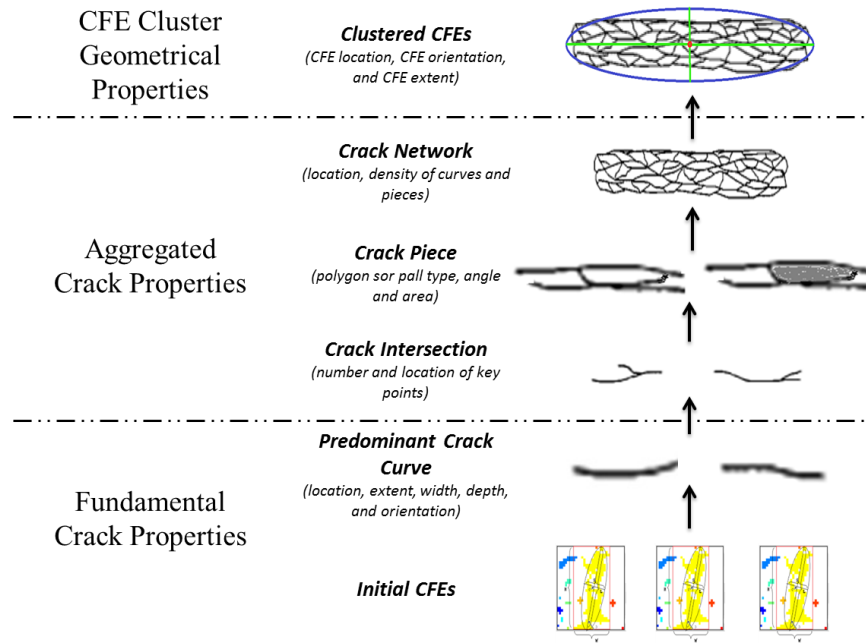 CFE Cluster
Geometrical
Properties
Clustered CFEs
(CFE location, CFE orientation,
and CFE extent)
Crack Network
(location, density of curves and
pieces)
Aggregated
Crack Properties
Crack Piece
(polygon sor pall type, angle
and area)
Crack Intersection
(number and location of key
points)
Predominant Crack
Curve
(location, extent, width, depth,
and orientation)
Fundamental
Crack Properties
Initial CFEs